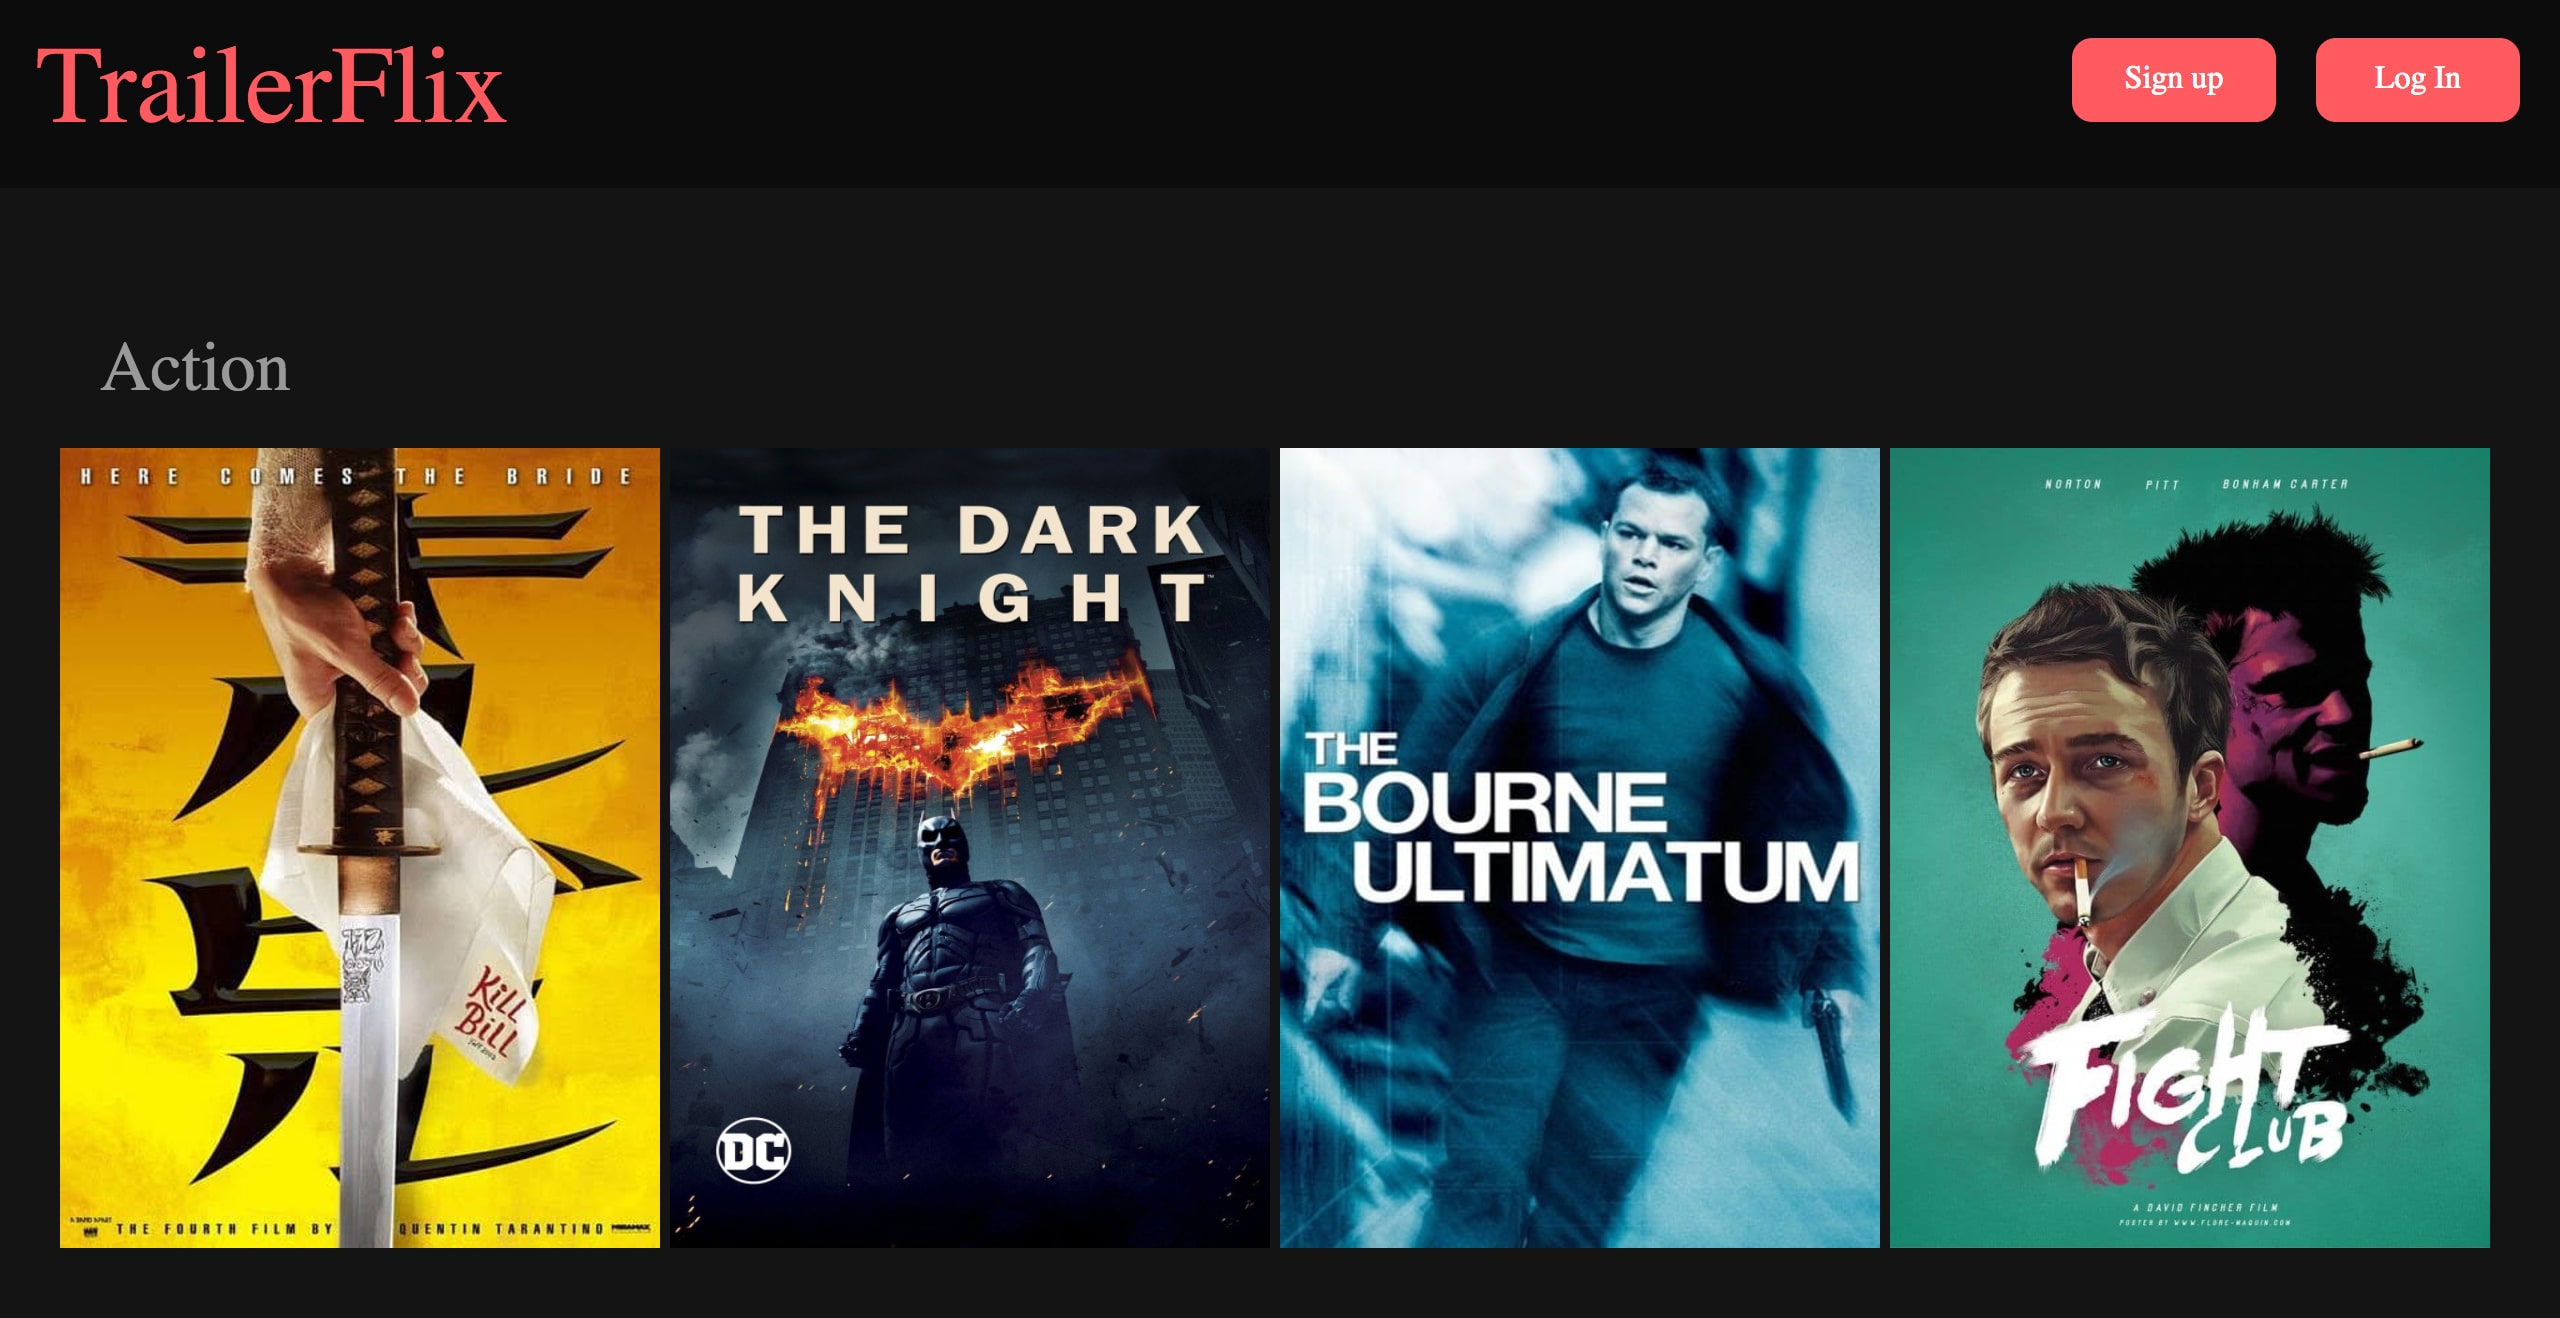 TrailerFlix
Sign up
Log In
Action
HERE COMES THE BRIDE
KiLL
BiLL
THE FOURTH FILM BY QUENTIN TARANTINO
MIRAMAX
THE DARK
KNIGHT™
DC
THE
BOURNE
ULTIMATUM
NORTON PITT BONHAM CARTER
FIGHT
CLUB
A DAVID FINCHER FILM
POSTER BY WWW.FLORE-MAQUIN.COM